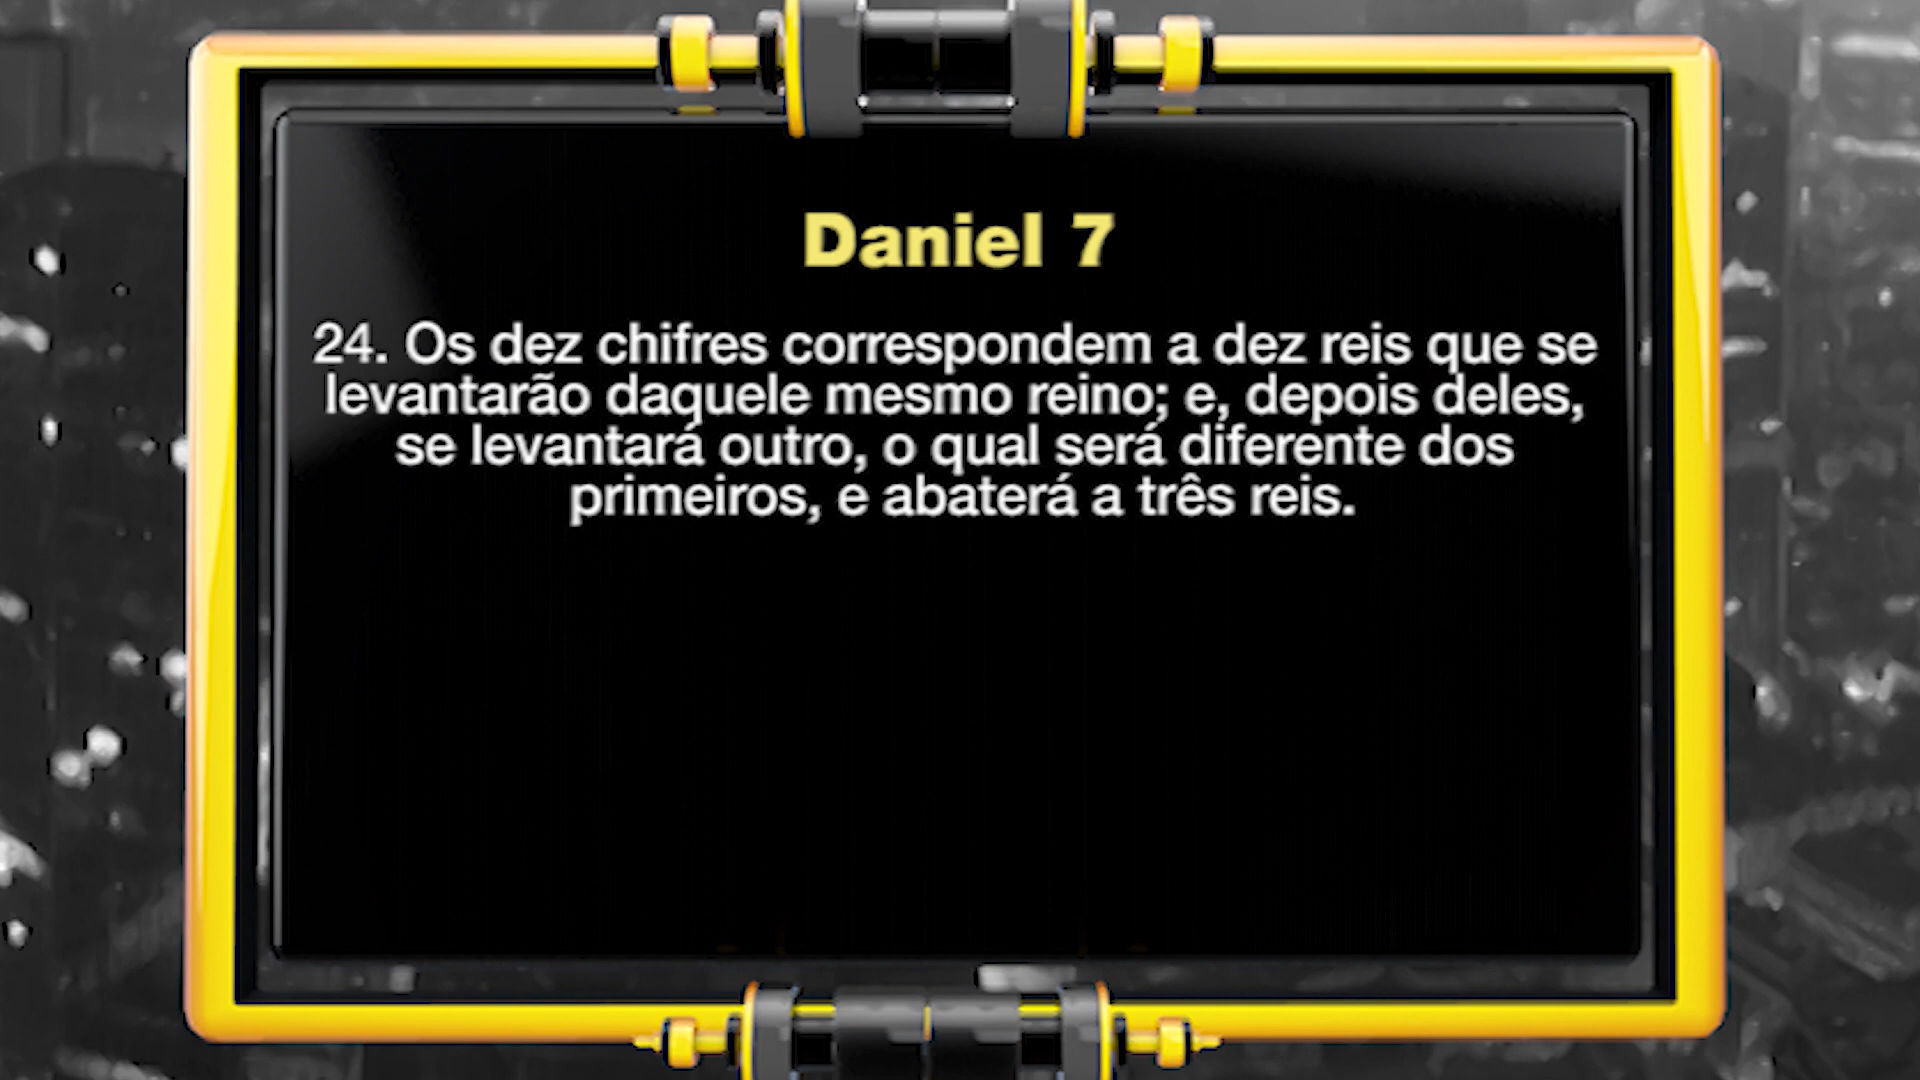 Daniel 7
24. Os dez chifres correspondem a dez reis que se
levantarão daquele mesmo reino; e, depois deles,
se levantará outro, o qual será diferente dos
primeiros, e abaterá a três reis.